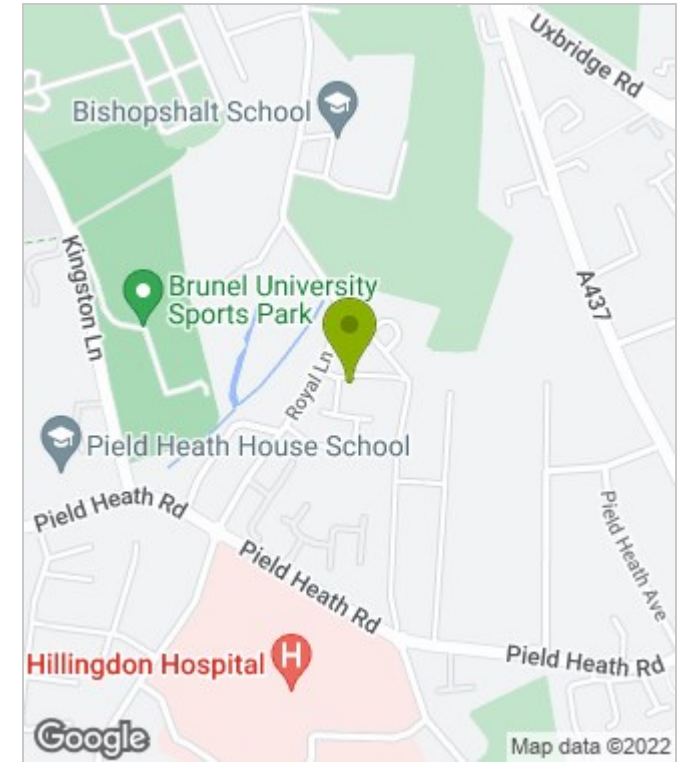 Uxbridge Rd
Bishopshalt School
Kingston Ln
Brunel University
Sports Park
A437
Royal Ln
Pield Heath House School
Pield Heath Rd
Pield Heath Ave
Pield Heath Rd
Pield Heath Rd
Hillingdon Hospital
H
Google
Map data ©2022